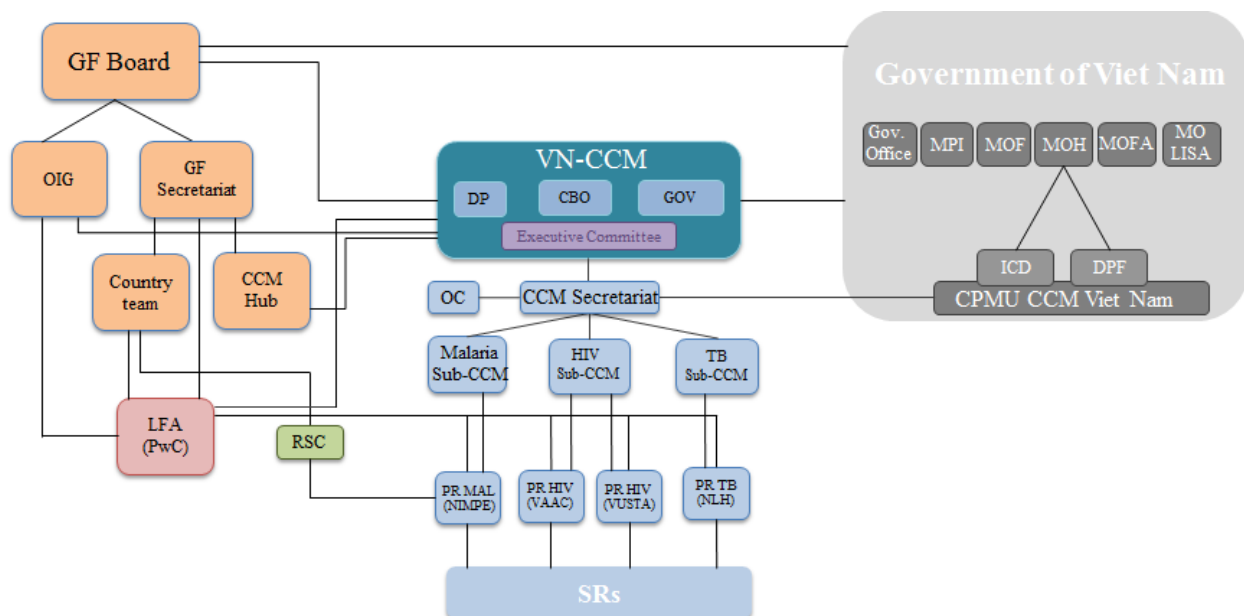 GF Board
Government of Viet Nam
Gov.
Office
MPI
MOF
MOH
MOFA
MO
LISA
OIG
GF
Secretariat
VN-CCM
DP
CBO
GOV
Executive Committee
Country
team
CCM
Hub
ICD
DPF
CPMU CCM Viet Nam
OC
CCM Secretariat
Malaria
Sub-CCM
HIV
Sub-CCM
TB
Sub-CCM
LFA
(PwC)
RSC
PR MAL
(NIMPE)
PR HIV
(VAAC)
PR HIV
(VUSTA)
PR TB
(NLH)
SRs